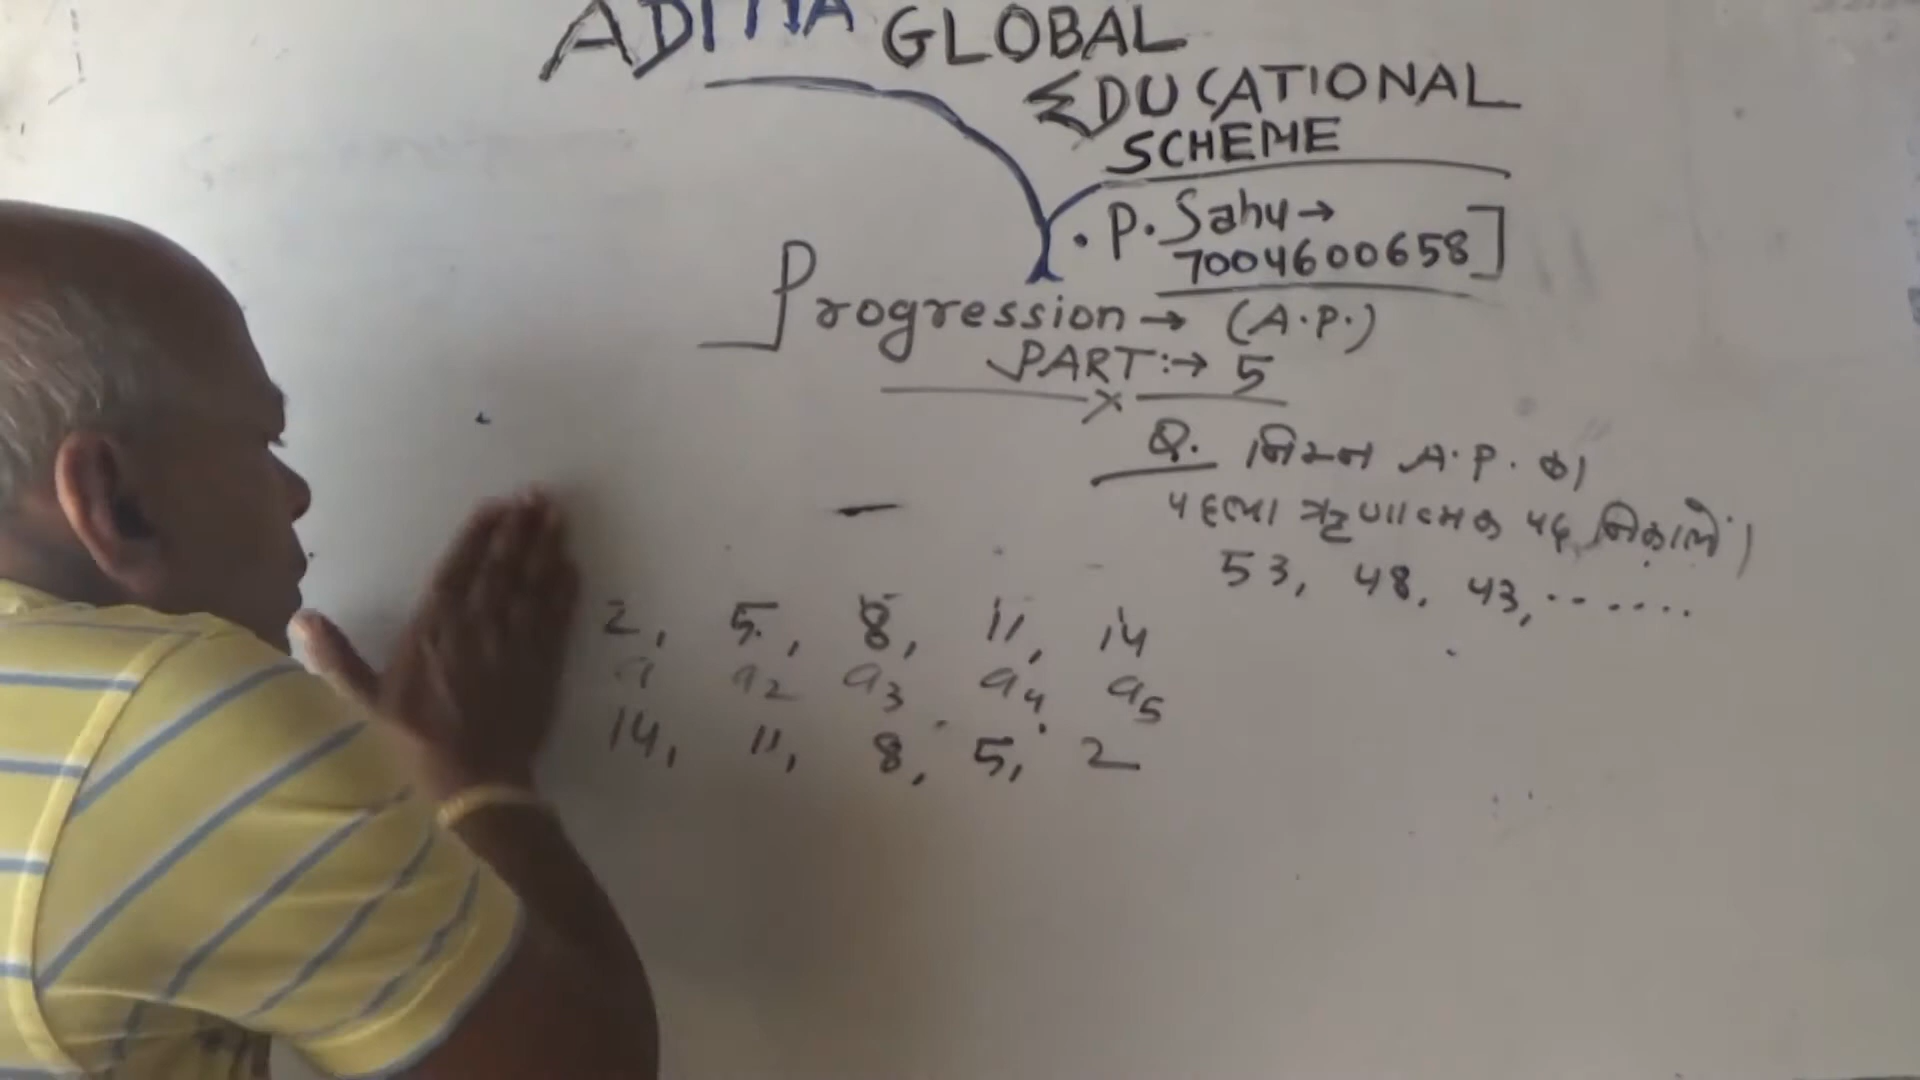 ADITYA GLOBAL
EDUCATIONAL
SCHEME
. P. Sahu→
7004600658]
Progression → (A.P.)
PART :→ 5
x
Q. निम्न A.P. का
पहला ऋणात्मक पद निकालें।
53, 48, 43, .......
2, 5, 8, 11, 14
a a2 a3 a4 a5
14, 11, 8, 5, 2